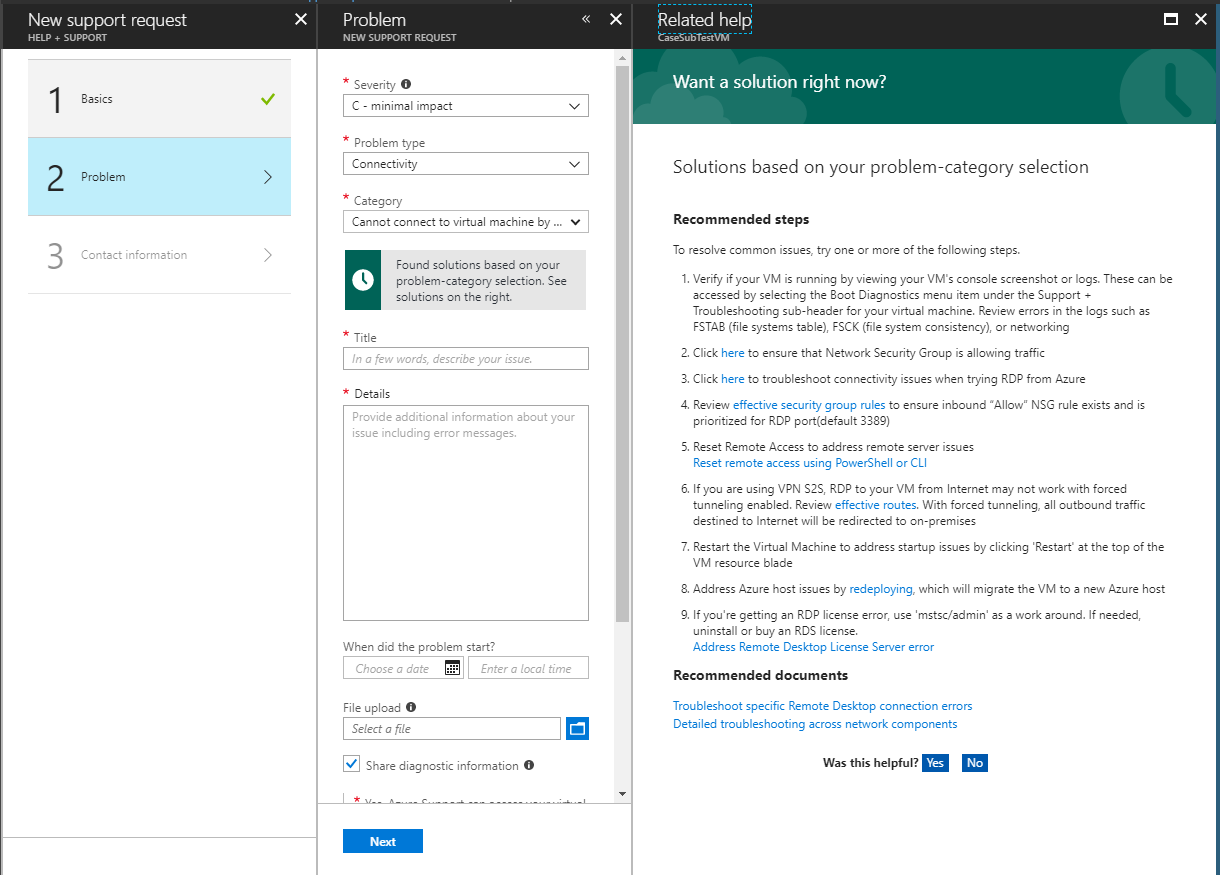 New support request
HELP + SUPPORT
1 Basics
2 Problem
3 Contact information
Problem
NEW SUPPORT REQUEST
* Severity
C - minimal impact
* Problem type
Connectivity
* Category
Cannot connect to virtual machine by ...
Found solutions based on your
problem-category selection. See
solutions on the right.
* Title
In a few words, describe your issue.
* Details
Provide additional information about your
issue including error messages.
When did the problem start?
Choose a date
Enter a local time
File upload
Select a file
Share diagnostic information
* Yes, Azure Support can access your virtual
Next
Related help
CaseSubTestVM
Want a solution right now?
Solutions based on your problem-category selection
Recommended steps
To resolve common issues, try one or more of the following steps.
1. Verify if your VM is running by viewing your VM's console screenshot or logs. These can be
accessed by selecting the Boot Diagnostics menu item under the Support +
Troubleshooting sub-header for your virtual machine. Review errors in the logs such as
FSTAB (file systems table), FSCK (file system consistency), or networking
2. Click here to ensure that Network Security Group is allowing traffic
3. Click here to troubleshoot connectivity issues when trying RDP from Azure
4. Review effective security group rules to ensure inbound “Allow” NSG rule exists and is
prioritized for RDP port(default 3389)
5. Reset Remote Access to address remote server issues
Reset remote access using PowerShell or CLI
6. If you are using VPN S2S, RDP to your VM from Internet may not work with forced
tunneling enabled. Review effective routes. With forced tunneling, all outbound traffic
destined to Internet will be redirected to on-premises
7. Restart the Virtual Machine to address startup issues by clicking 'Restart' at the top of the
VM resource blade
8. Address Azure host issues by redeploying, which will migrate the VM to a new Azure host
9. If you're getting an RDP license error, use 'mstsc/admin' as a work around. If needed,
uninstall or buy an RDS license.
Address Remote Desktop License Server error
Recommended documents
Troubleshoot specific Remote Desktop connection errors
Detailed troubleshooting across network components
Was this helpful? Yes No